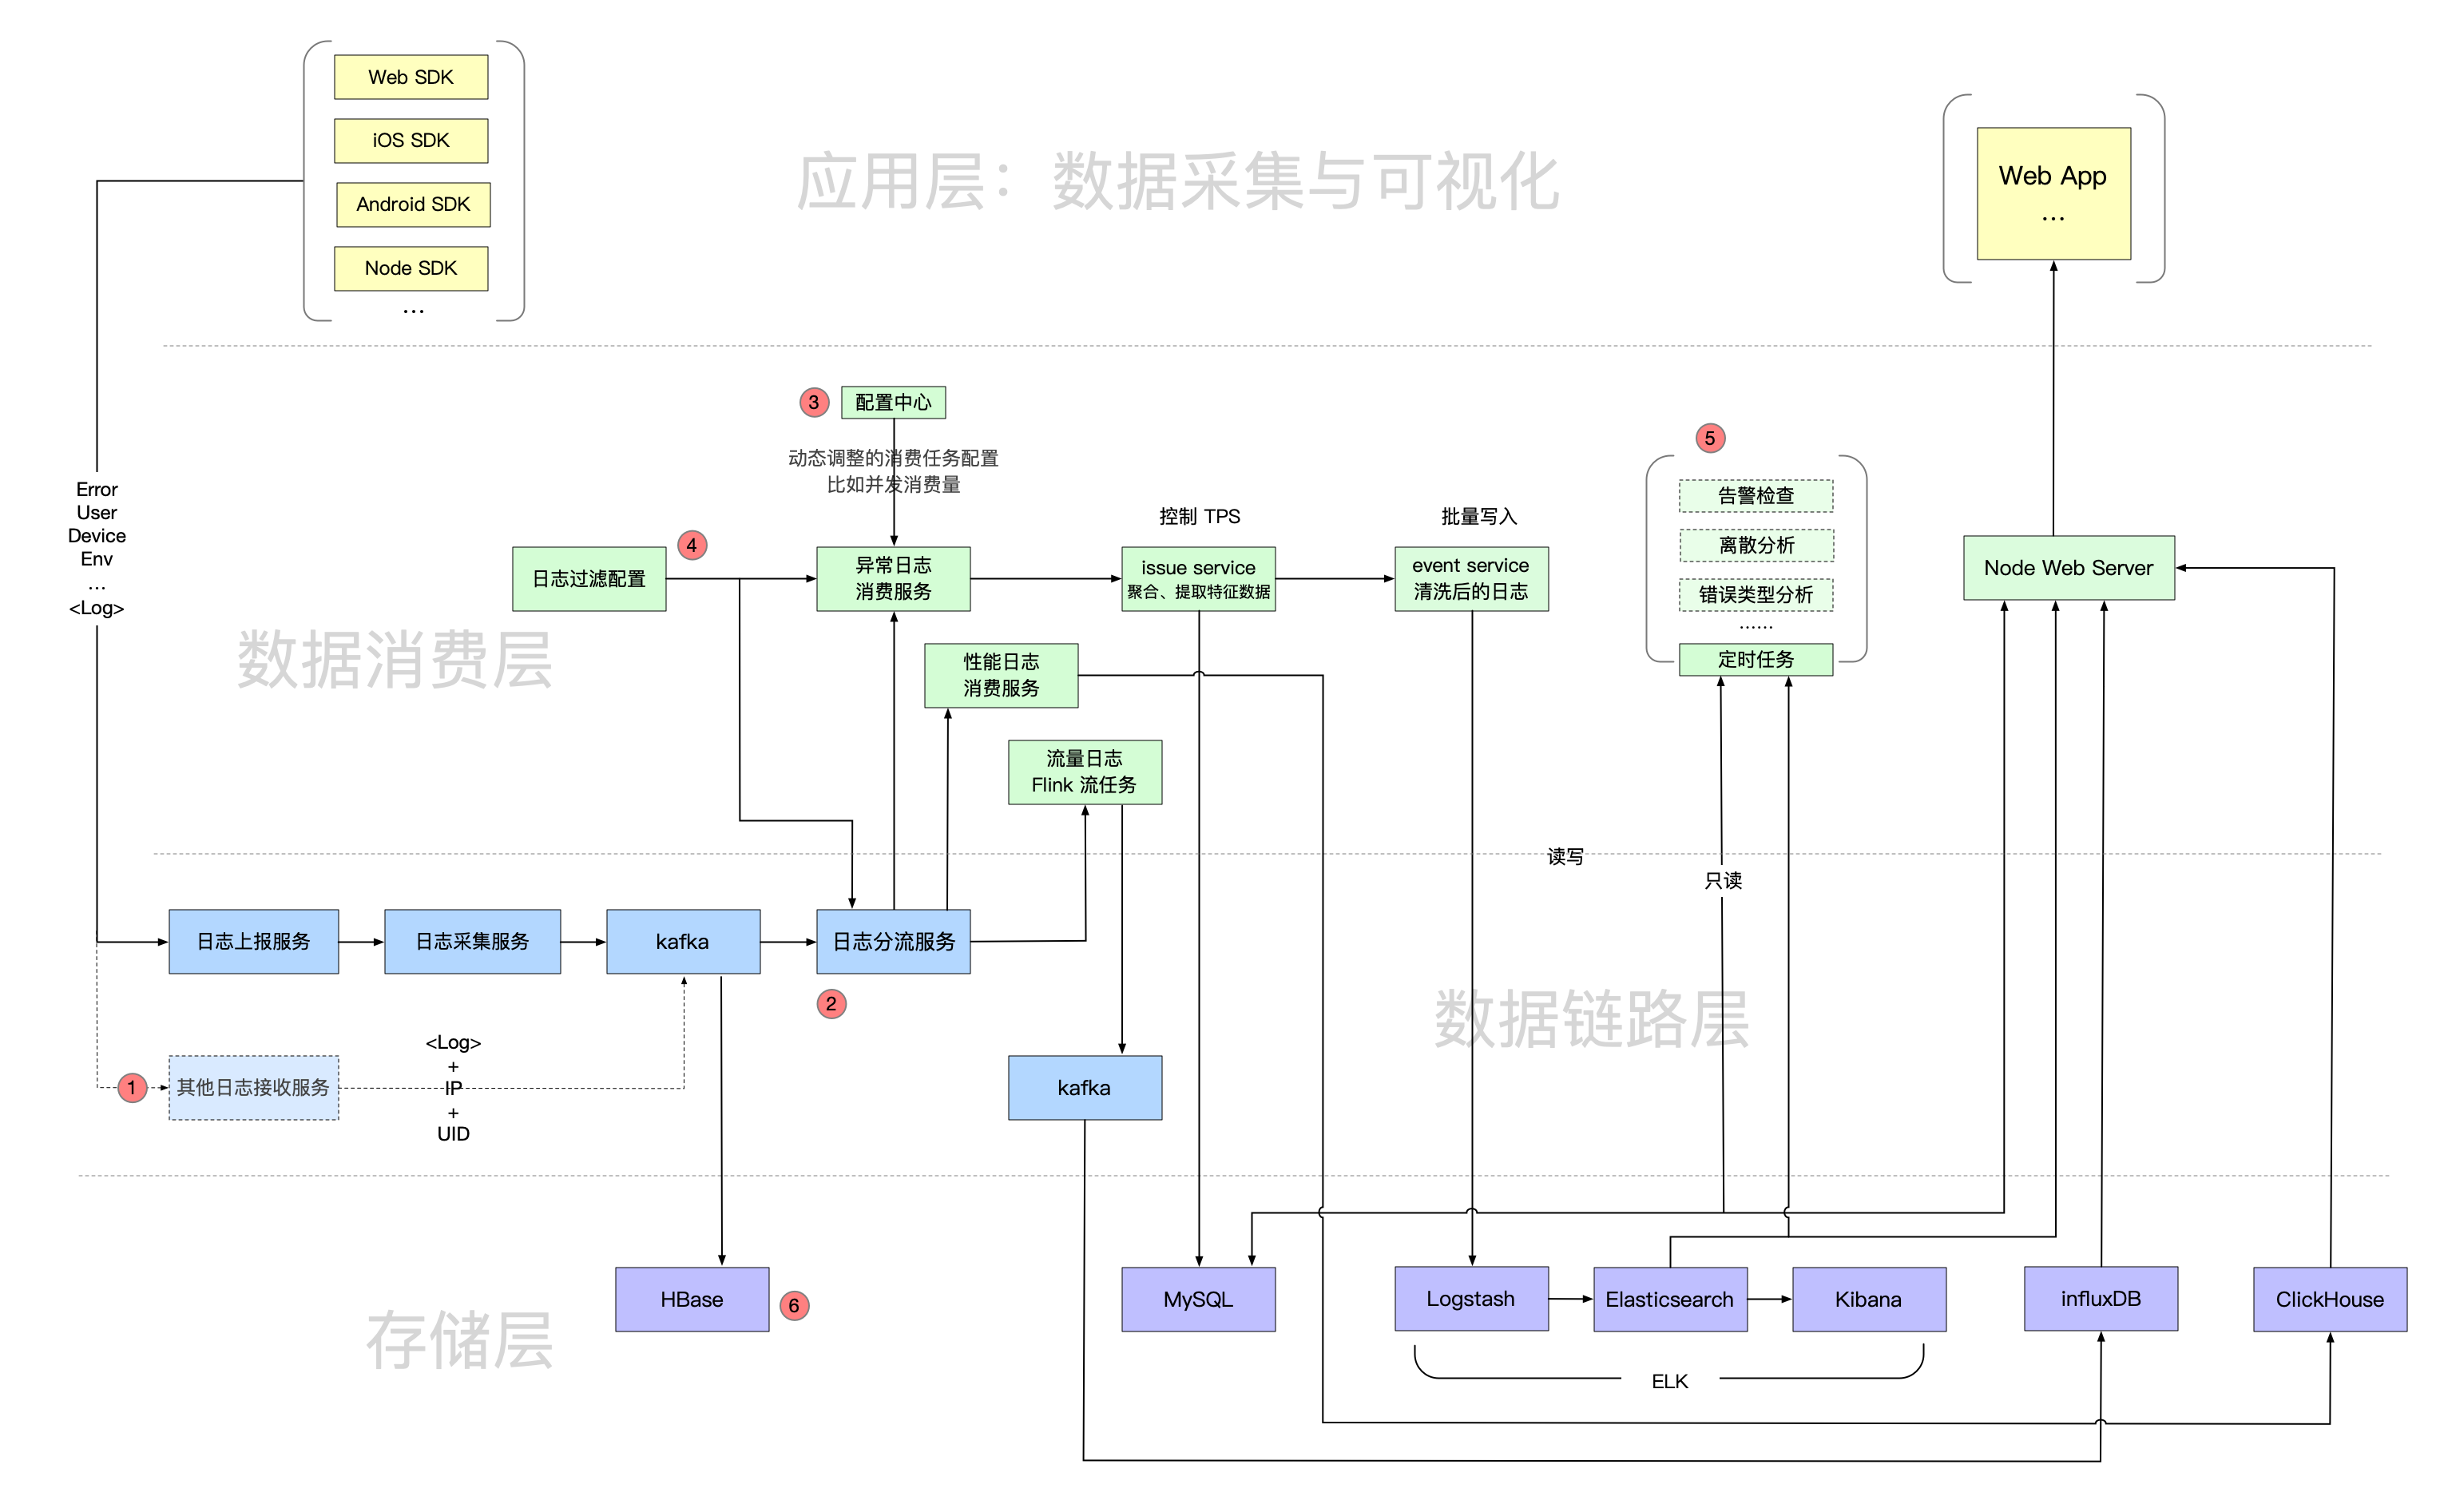 Web SDK
iOS SDK
Android SDK
Node SDK
...
应用层：数据采集与可视化
Web App
...
Error
User
Device
Env
...
<Log>
3
配置中心
动态调整的消费任务配置
比如并发消费量
4
日志过滤配置
异常日志
消费服务
控制 TPS
issue service
聚合、提取特征数据
批量写入
event service
清洗后的日志
5
告警检查
离散分析
错误类型分析
......
定时任务
Node Web Server
数据消费层
性能日志
消费服务
流量日志
Flink 流任务
读写
只读
日志上报服务
日志采集服务
kafka
日志分流服务
2
数据链路层
1
其他日志接收服务
<Log>
+
IP
+
UID
kafka
存储层
HBase
6
MySQL
Logstash
Elasticsearch
Kibana
ELK
influxDB
ClickHouse